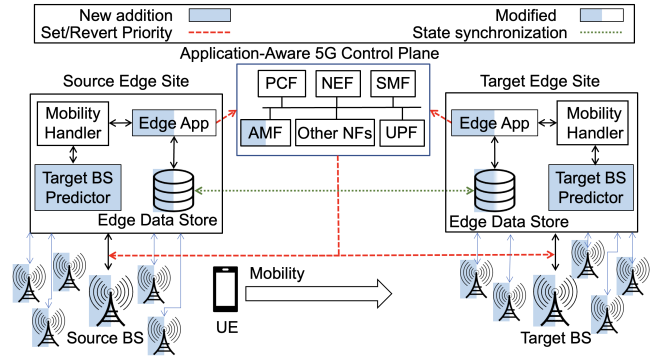 New addition
Modified
Set/Revert Priority
State synchronization
Application-Aware 5G Control Plane
Source Edge Site
Target Edge Site
PCF
NEF
SMF
AMF
Other NFs
UPF
Mobility
Handler
Edge App
Target BS
Predictor
Edge Data Store
Edge App
Mobility
Handler
Target BS
Predictor
Edge Data Store
Source BS
UE
Mobility
Target BS